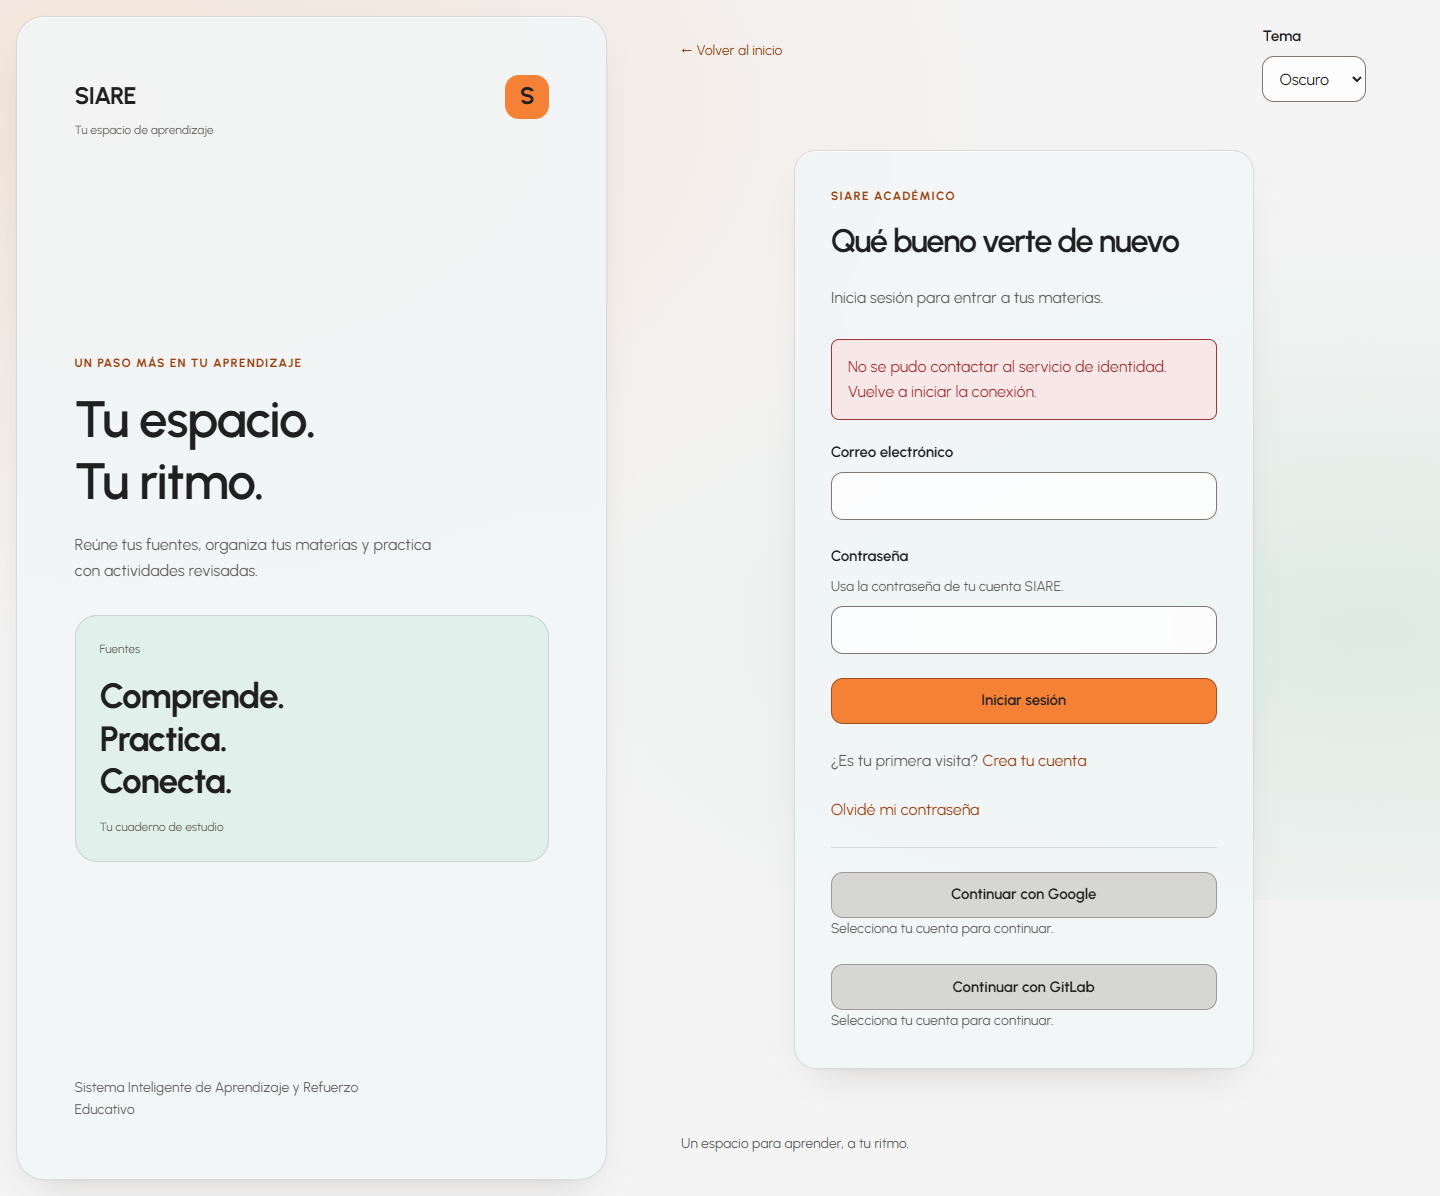 SIARE
S
Tu espacio de aprendizaje
UN PASO MÁS EN TU APRENDIZAJE
Tu espacio.
Tu ritmo.
Reúne tus fuentes, organiza tus materias y practica
con actividades revisadas.
Fuentes
Comprende.
Practica.
Conecta.
Tu cuaderno de estudio
Sistema Inteligente de Aprendizaje y Refuerzo
Educativo
← Volver al inicio
Tema
Oscuro
SIARE ACADÉMICO
Qué bueno verte de nuevo
Inicia sesión para entrar a tus materias.
No se pudo contactar al servicio de identidad.
Vuelve a iniciar la conexión.
Correo electrónico
Contraseña
Usa la contraseña de tu cuenta SIARE.
Iniciar sesión
¿Es tu primera visita? Crea tu cuenta
Olvidé mi contraseña
Continuar con Google
Selecciona tu cuenta para continuar.
Continuar con GitLab
Selecciona tu cuenta para continuar.
Un espacio para aprender, a tu ritmo.